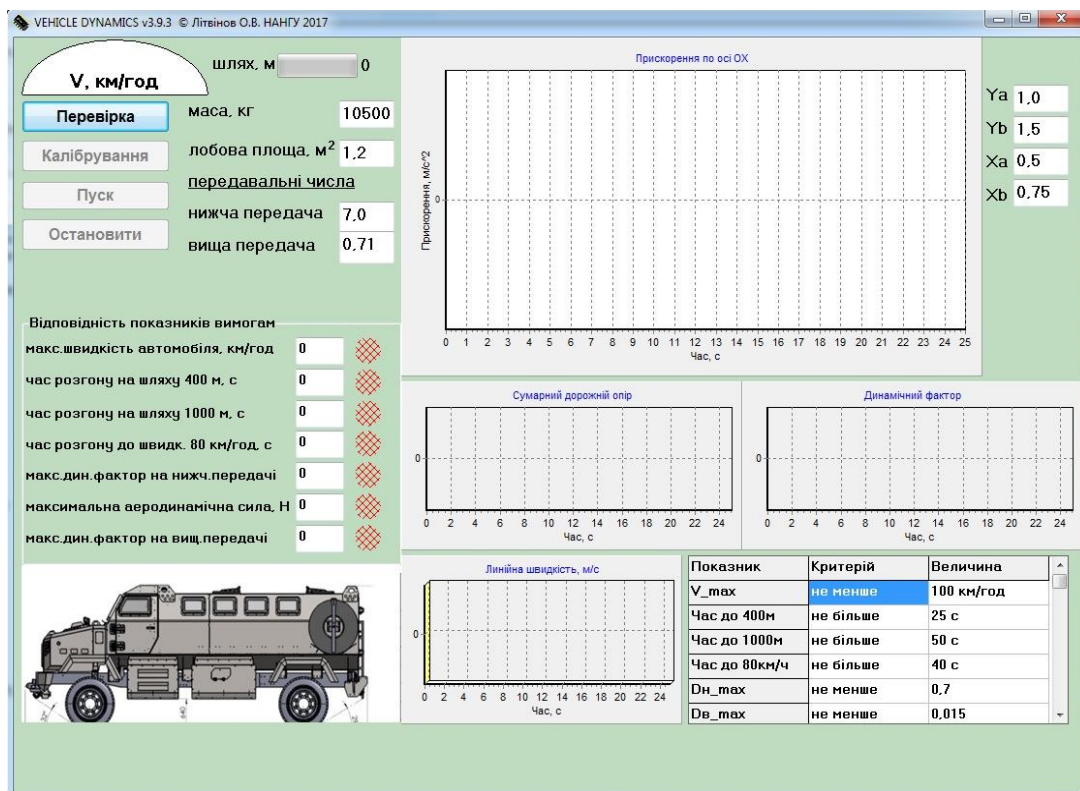 VEHICLE DYNAMICS v3.9.3 © Літвінов О.В. НАНГУ 2017
V, км/год
шлях, м 0
Перевірка
Калібрування
Пуск
Остановити
маса, кг 10500
лобова площа, м² 1,2
передавальні числа
нижча передача 7,0
вища передача 0,71
Відповідність показників вимогам
макс.швидкість автомобіля, км/год 0
час розгону на шляху 400 м, с 0
час розгону на шляху 1000 м, с 0
час розгону до швидк. 80 км/год, с 0
макс.дин.фактор на нижч.передачі 0
максимальна аеродинамічна сила, Н 0
макс.дин.фактор на вищ.передачі 0
Прискорення по осі ОХ
Прискорення, м/с^2
0
0 1 2 3 4 5 6 7 8 9 10 11 12 13 14 15 16 17 18 19 20 21 22 23 24 25
Час, с
Ya 1,0
Yb 1,5
Xa 0,5
Xb 0,75
Сумарний дорожній опір
0
0 2 4 6 8 10 12 14 16 18 20 22 24
Час, с
Динамічний фактор
0
0 2 4 6 8 10 12 14 16 18 20 22 24
Час, с
Линійна швидкість, м/с
0
0 2 4 6 8 10 12 14 16 18 20 22 24
Час, с
Показник Критерій Величина
V_max не менше 100 км/год
Час до 400м не більше 25 с
Час до 1000м не більше 50 с
Час до 80км/ч не більше 40 с
Dн_max не менше 0,7
Dв_max не менше 0,015